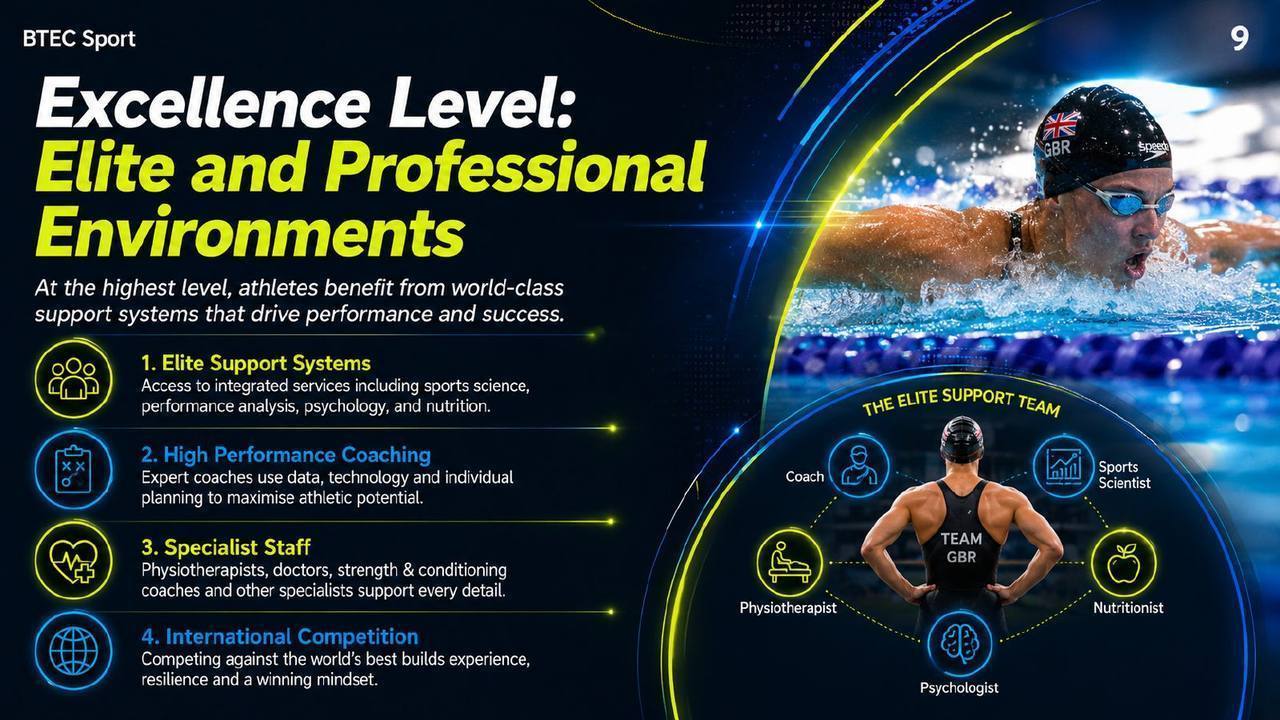 BTEC Sport
9
Excellence Level:
Elite and Professional
Environments
At the highest level, athletes benefit from world-class
support systems that drive performance and success.
1. Elite Support Systems
Access to integrated services including sports science,
performance analysis, psychology, and nutrition.
2. High Performance Coaching
Expert coaches use data, technology and individual
planning to maximise athletic potential.
3. Specialist Staff
Physiotherapists, doctors, strength & conditioning
coaches and other specialists support every detail.
4. International Competition
Competing against the world's best builds experience,
resilience and a winning mindset.
GBR
speedo
THE ELITE SUPPORT TEAM
Coach
Sports
Scientist
TEAM
GBR
Physiotherapist
Nutritionist
Psychologist